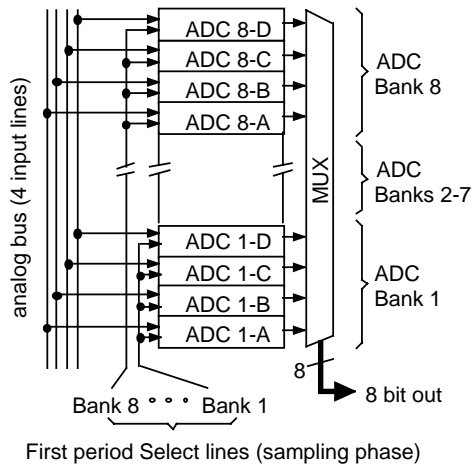 ADC 8-D
ADC 8-C
ADC 8-B
ADC 8-A
ADC
Bank 8
ADC
Banks 2-7
MUX
analog bus (4 input lines)
ADC 1-D
ADC 1-C
ADC 1-B
ADC 1-A
ADC
Bank 1
8
8 bit out
Bank 8 ° ° ° Bank 1
First period Select lines (sampling phase)